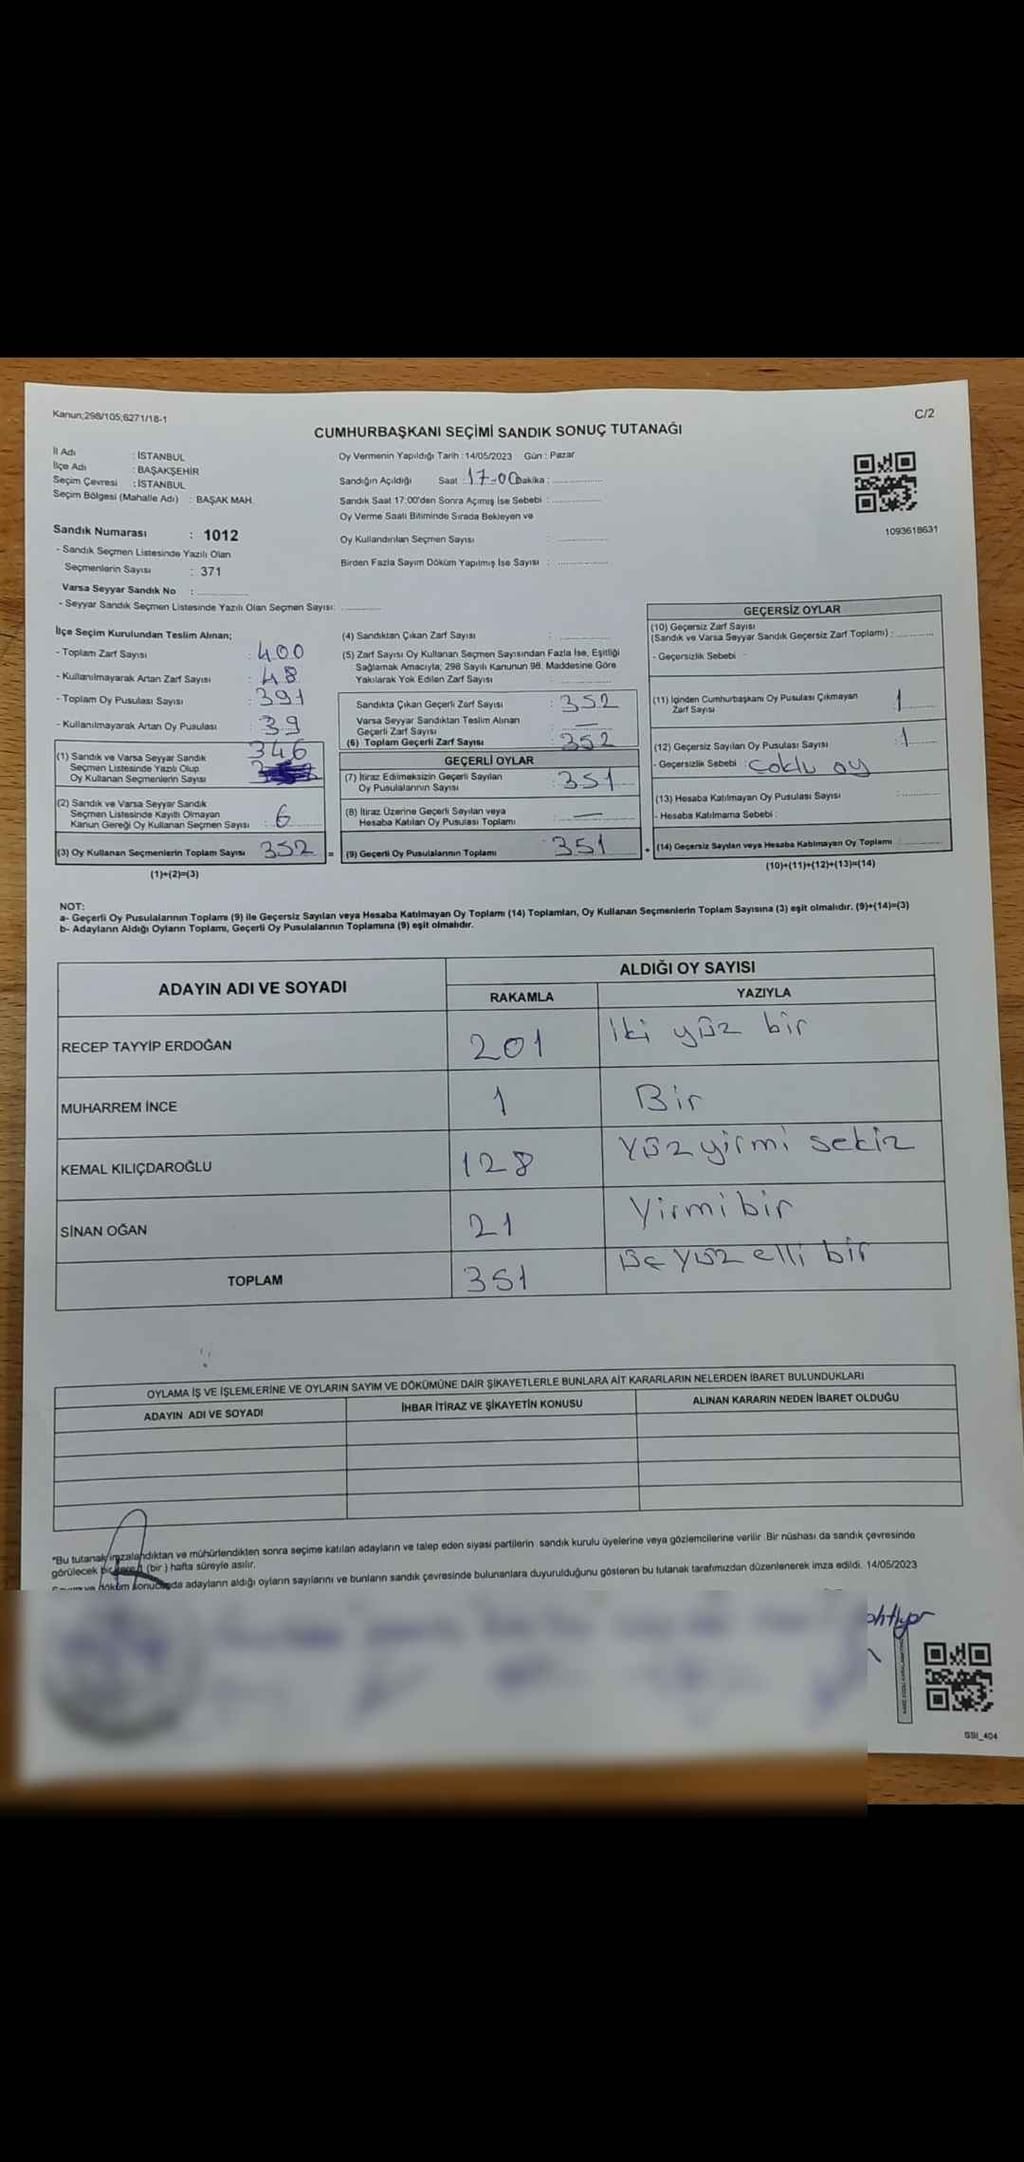 Kanun;298/105;6271/18-1
C/2
CUMHURBAŞKANI SEÇİMİ SANDIK SONUÇ TUTANAĞI
İl Adı : İSTANBUL
İlçe Adı : BAŞAKŞEHİR
Seçim Çevresi : İSTANBUL
Seçim Bölgesi (Mahalle Adı) : BAŞAK MAH.
Oy Vermenin Yapıldığı Tarih : 14/05/2023 Gün : Pazar
Sandığın Açıldığı Saat : 17-00 Dakika : ..............
Sandık Saat 17:00'den Sonra Açımış İse Sebebi : ..............
Oy Verme Saati Bitiminde Sırada Bekleyen ve
Oy Kullandırılan Seçmen Sayısı : ..............
Birden Fazla Sayım Döküm Yapılmış İse Sayısı : ..............
1093618631
Sandık Numarası : 1012
- Sandık Seçmen Listesinde Yazılı Olan
Seçmenlerin Sayısı : 371
Varsa Seyyar Sandık No : ..............
- Seyyar Sandık Seçmen Listesinde Yazılı Olan Seçmen Sayısı: ..............
İlçe Seçim Kurulundan Teslim Alınan;
- Toplam Zarf Sayısı : 400
- Kullanılmayarak Artan Zarf Sayısı : 48
- Toplam Oy Pusulası Sayısı : 391
- Kullanılmayarak Artan Oy Pusulası : 39
(1) Sandık ve Varsa Seyyar Sandık
Seçmen Listesinde Yazılı Olup
Oy Kullanan Seçmenlerin Sayısı 346
(2) Sandık ve Varsa Seyyar Sandık
Seçmen Listesinde Kayıtlı Olmayan
Kanun Gereği Oy Kullanan Seçmen Sayısı : 6
(3) Oy Kullanan Seçmenlerin Toplam Sayısı 352 =
(1)+(2)=(3)
(4) Sandıktan Çıkan Zarf Sayısı : ..............
(5) Zarf Sayısı Oy Kullanan Seçmen Sayısından Fazla İse, Eşitliği
Sağlamak Amacıyla; 298 Sayılı Kanunun 98. Maddesine Göre
Yakılarak Yok Edilen Zarf Sayısı : ..............
Sandıkta Çıkan Geçerli Zarf Sayısı : 352
Varsa Seyyar Sandıktan Teslim Alınan
Geçerli Zarf Sayısı : —
(6) Toplam Geçerli Zarf Sayısı : 352
GEÇERLİ OYLAR
(7) İtiraz Edilmeksizin Geçerli Sayılan
Oy Pusulalarının Sayısı : 351
(8) İtiraz Üzerine Geçerli Sayılan veya
Hesaba Katılan Oy Pusulası Toplamı : —
(9) Geçerli Oy Pusulalarının Toplamı 351 +
GEÇERSİZ OYLAR
(10) Geçersiz Zarf Sayısı
(Sandık ve Varsa Seyyar Sandık Geçersiz Zarf Toplamı) : ..............
- Geçersizlik Sebebi :
(11) İçinden Cumhurbaşkanı Oy Pusulası Çıkmayan
Zarf Sayısı : 1
(12) Geçersiz Sayılan Oy Pusulası Sayısı : 1
- Geçersizlik Sebebi : Çoklu oy
(13) Hesaba Katılmayan Oy Pusulası Sayısı : ..............
- Hesaba Katılmama Sebebi :
(14) Geçersiz Sayılan veya Hesaba Katılmayan Oy Toplamı : ..............
(10)+(11)+(12)+(13)=(14)
NOT:
a- Geçerli Oy Pusulalarının Toplamı (9) ile Geçersiz Sayılan veya Hesaba Katılmayan Oy Toplamı (14) Toplamları, Oy Kullanan Seçmenlerin Toplam Sayısına (3) eşit olmalıdır. (9)+(14)=(3)
b- Adayların Aldığı Oyların Toplamı, Geçerli Oy Pusulalarının Toplamına (9) eşit olmalıdır.
ADAYIN ADI VE SOYADI
ALDIĞI OY SAYISI
RAKAMLA YAZIYLA
RECEP TAYYİP ERDOĞAN 201 iki yüz bir
MUHARREM İNCE 1 Bir
KEMAL KILIÇDAROĞLU 128 Yüz yirmi sekiz
SİNAN OĞAN 21 Yirmi bir
TOPLAM 351 Üç yüz elli bir
OYLAMA İŞ VE İŞLEMLERİNE VE OYLARIN SAYIM VE DÖKÜMÜNE DAİR ŞİKAYETLERLE BUNLARA AİT KARARLARIN NELERDEN İBARET BULUNDUKLARI
ADAYIN ADI VE SOYADI İHBAR İTİRAZ VE ŞİKAYETİN KONUSU ALINAN KARARIN NEDEN İBARET OLDUĞU
"Bu tutanak imzalandıktan ve mühürlendikten sonra seçime katılan adayların ve talep eden siyasi partilerin sandık kurulu üyelerine veya gözlemcilerine verilir. Bir nüshası da sandık çevresinde
görülecek bir yere (bir) hafta süreyle asılır.
Sayım ve döküm sonucunda adayların aldığı oyların sayılarını ve bunların sandık çevresinde bulunanlara duyurulduğunu gösteren bu tutanak tarafımızdan düzenlenerek imza edildi. 14/05/2023
GSI_404